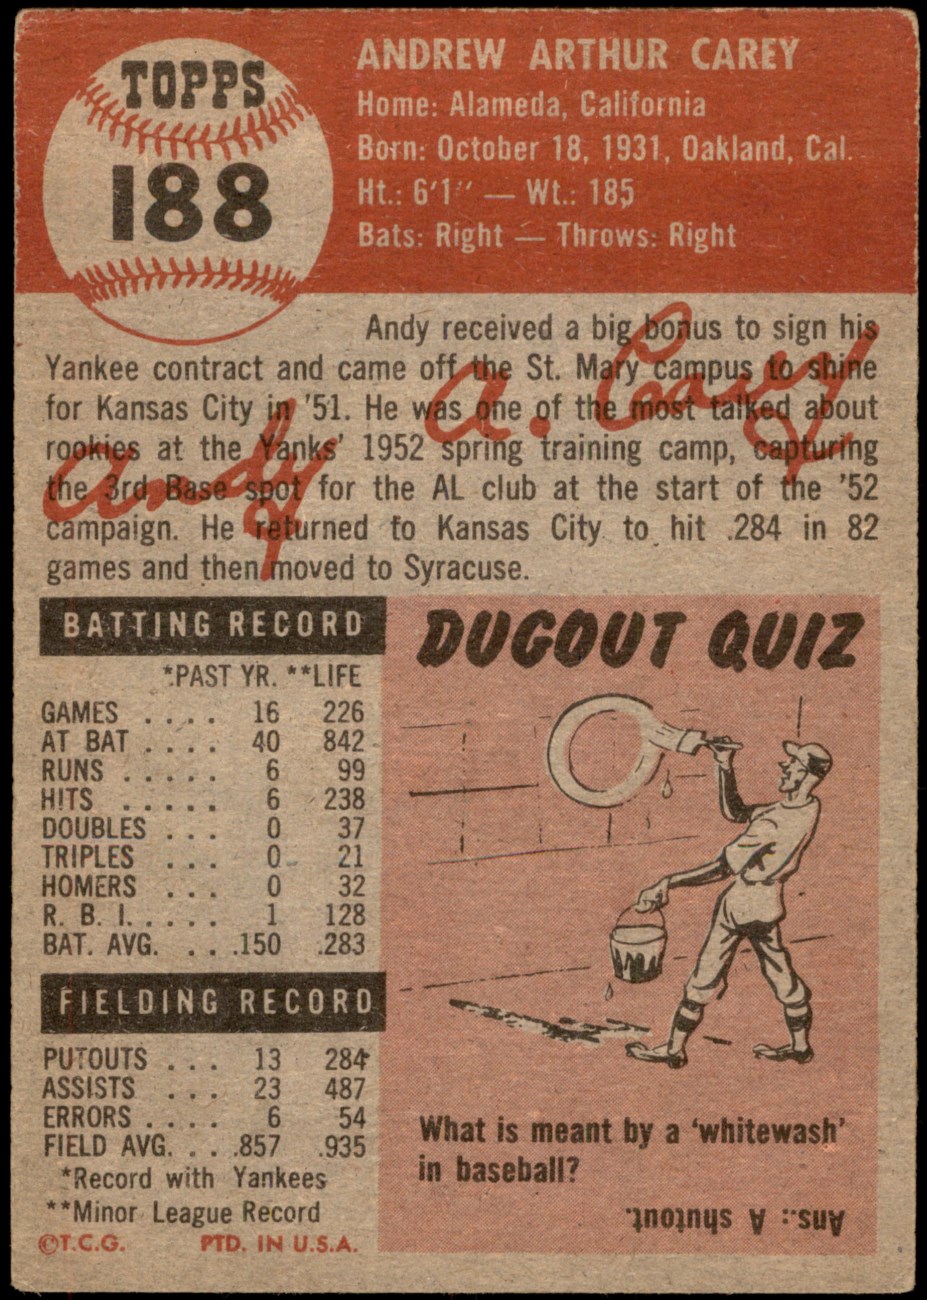 TOPPS
188
ANDREW ARTHUR CAREY
Home: Alameda, California
Born: October 18, 1931, Oakland, Cal.
Ht.: 6'1" — Wt.: 185
Bats: Right — Throws: Right
Andy received a big bonus to sign his
Yankee contract and came off the St. Mary campus to shine
for Kansas City in '51. He was one of the most talked about
rookies at the Yanks' 1952 spring training camp, capturing
the 3rd Base spot for the AL club at the start of the '52
campaign. He returned to Kansas City to hit .284 in 82
games and then moved to Syracuse.
Andy A. Carey
BATTING RECORD
*PAST YR. **LIFE
GAMES . . . . 16 226
AT BAT . . . . 40 842
RUNS . . . . . 6 99
HITS . . . . . 6 238
DOUBLES . . . 0 37
TRIPLES . . . 0 21
HOMERS . . . 0 32
R. B. I. . . . . 1 128
BAT. AVG. . . .150 .283
FIELDING RECORD
PUTOUTS . . . 13 284
ASSISTS . . . 23 487
ERRORS . . . . 6 54
FIELD AVG. . . .857 .935
*Record with Yankees
**Minor League Record
©T.C.G. PTD. IN U.S.A.
DUGOUT QUIZ
What is meant by a 'whitewash'
in baseball?
Ans.: A shutout.